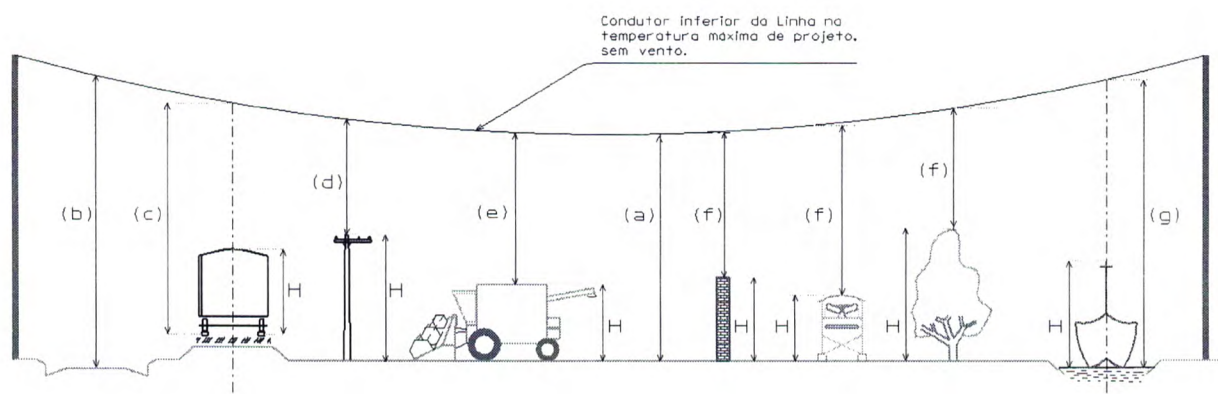 Condutor inferior da Linha na
temperatura máxima de projeto.
sem vento.
(b)
(c)
H
(d)
H
(e)
H
(a)
(f)
H
(f)
H
(f)
H
(g)
H